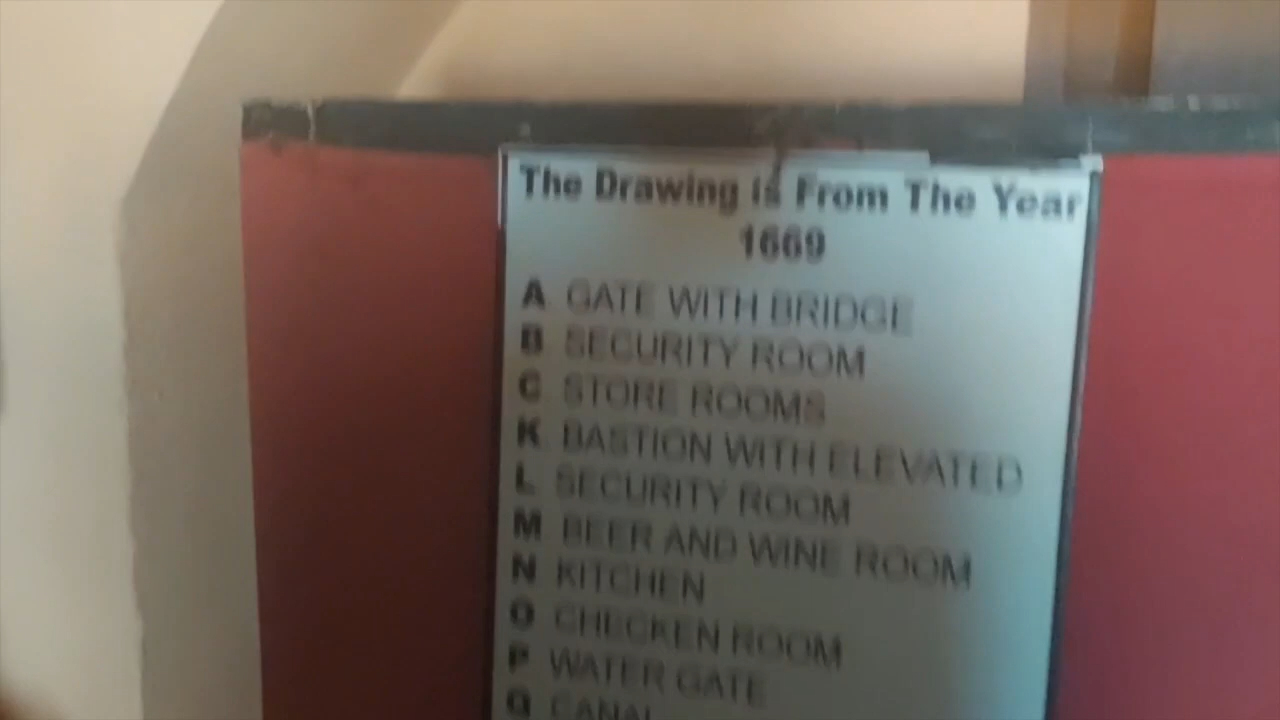 The Drawing is From The Year
1669
A GATE WITH BRIDGE
B SECURITY ROOM
C STORE ROOMS
K BASTION WITH ELEVATED
L SECURITY ROOM
M BEER AND WINE ROOM
N KITCHEN
O CHECKEN ROOM
P WATER GATE
Q CANAL